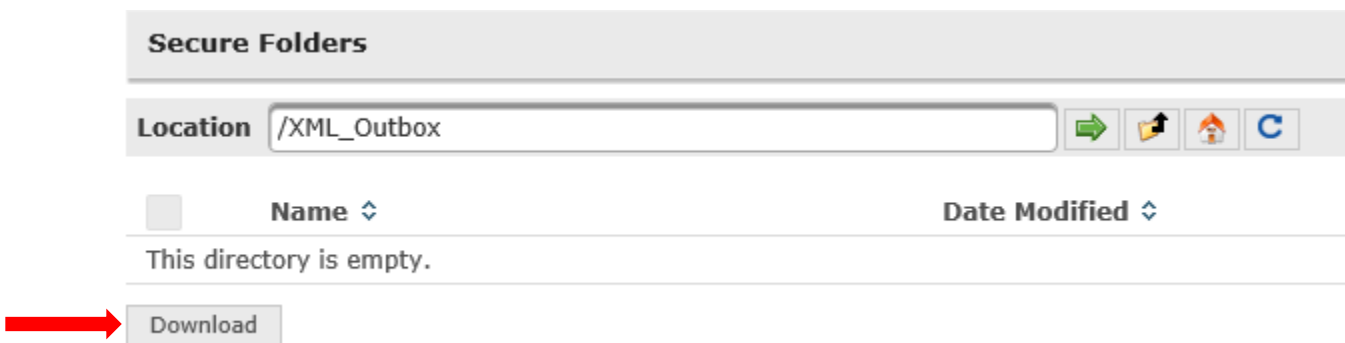 Secure Folders
Location /XML_Outbox
Name Date Modified
This directory is empty.
Download